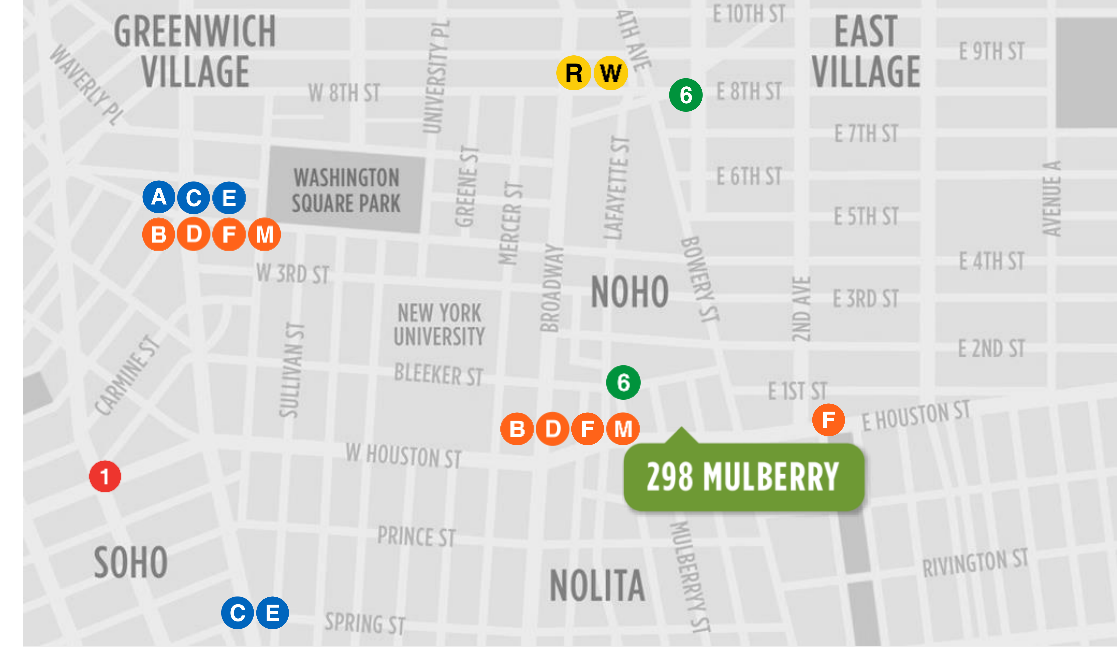 GREENWICH
VILLAGE
WAVERLY PL
UNIVERSITY PL
W 8TH ST
4TH AVE
E 10TH ST
EAST
VILLAGE
E 9TH ST
R W
6
E 8TH ST
E 7TH ST
WASHINGTON
SQUARE PARK
GREENE ST
MERCER ST
LAFAYETTE ST
E 6TH ST
AVENUE A
A C E
B D F M
E 5TH ST
W 3RD ST
BROADWAY
NOHO
BOWERY ST
2ND AVE
E 4TH ST
E 3RD ST
NEW YORK
UNIVERSITY
E 2ND ST
CARMINE ST
SULLIVAN ST
BLEEKER ST
6
E 1ST ST
B D F M
F
E HOUSTON ST
W HOUSTON ST
298 MULBERRY
1
PRINCE ST
MULBERRYY ST
SOHO
NOLITA
RIVINGTON ST
C E
SPRING ST